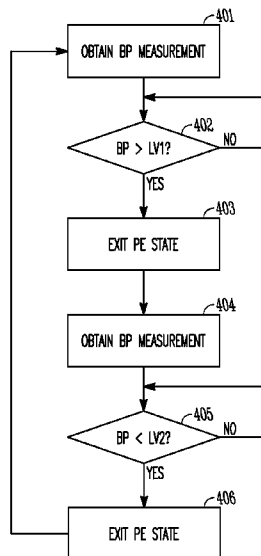 401
OBTAIN BP MEASUREMENT
402
BP > LV1?
NO
YES
403
EXIT PE STATE
404
OBTAIN BP MEASUREMENT
405
BP < LV2?
NO
YES
406
EXIT PE STATE